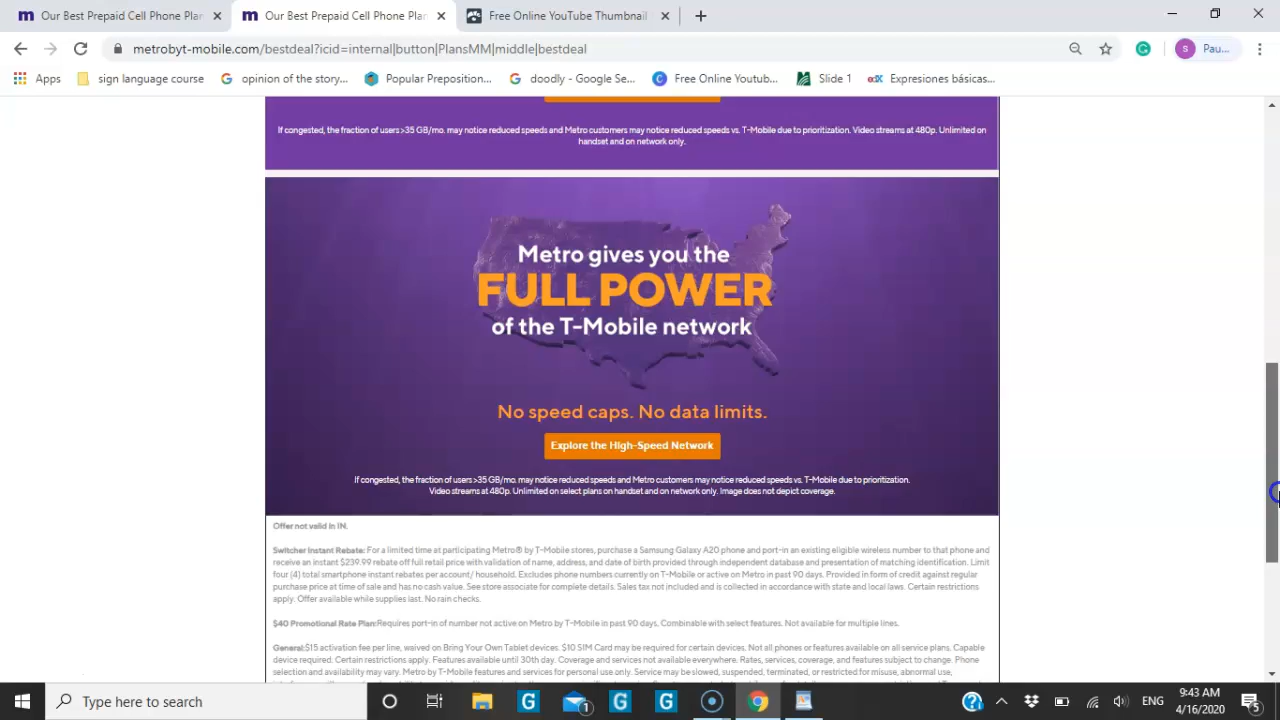 Our Best Prepaid Cell Phone Plan
Our Best Prepaid Cell Phone Plan
Free Online YouTube Thumbnail
metrobyt-mobile.com/bestdeal?icid=internal|button|PlansMM|middle|bestdeal
S
Pau...
Apps
sign language course
opinion of the story...
Popular Preposition...
doodly - Google Se...
Free Online Youtub...
Slide 1
edX
Expresiones básicas...
If congested, the fraction of users >35 GB/mo. may notice reduced speeds and Metro customers may notice reduced speeds vs. T-Mobile due to prioritization. Video streams at 480p. Unlimited on
handset and on network only.
Metro gives you the
FULL POWER
of the T-Mobile network
No speed caps. No data limits.
Explore the High-Speed Network
If congested, the fraction of users >35 GB/mo. may notice reduced speeds and Metro customers may notice reduced speeds vs. T-Mobile due to prioritization.
Video streams at 480p. Unlimited on select plans on handset and on network only. Image does not depict coverage.
Offer not valid in IN.
Switcher Instant Rebate: For a limited time at participating Metro® by T-Mobile stores, purchase a Samsung Galaxy A20 phone and port-in an existing eligible wireless number to that phone and
receive an instant $239.99 rebate off full retail price with validation of name, address, and date of birth provided through independent database and presentation of matching identification. Limit
four (4) total smartphone instant rebates per account/ household. Excludes phone numbers currently on T-Mobile or active on Metro in past 90 days. Provided in form of credit against regular
purchase price at time of sale and has no cash value. See store associate for complete details. Sales tax not included and is collected in accordance with state and local laws. Certain restrictions
apply. Offer available while supplies last. No rain checks.
$40 Promotional Rate Plan:Requires port-in of number not active on Metro by T-Mobile in past 90 days. Combinable with select features. Not available for multiple lines.
General:$15 activation fee per line, waived on Bring Your Own Tablet devices. $10 SIM Card may be required for certain devices. Not all phones or features available on all service plans. Capable
device required. Certain restrictions apply. Features available until 30th day. Coverage and services not available everywhere. Rates, services, coverage, and features subject to change. Phone
selection and availability may vary. Metro by T-Mobile features and services for personal use only. Service may be slowed, suspended, terminated, or restricted for misuse, abnormal use,
Type here to search
1
ENG
9:43 AM
4/16/2020
5